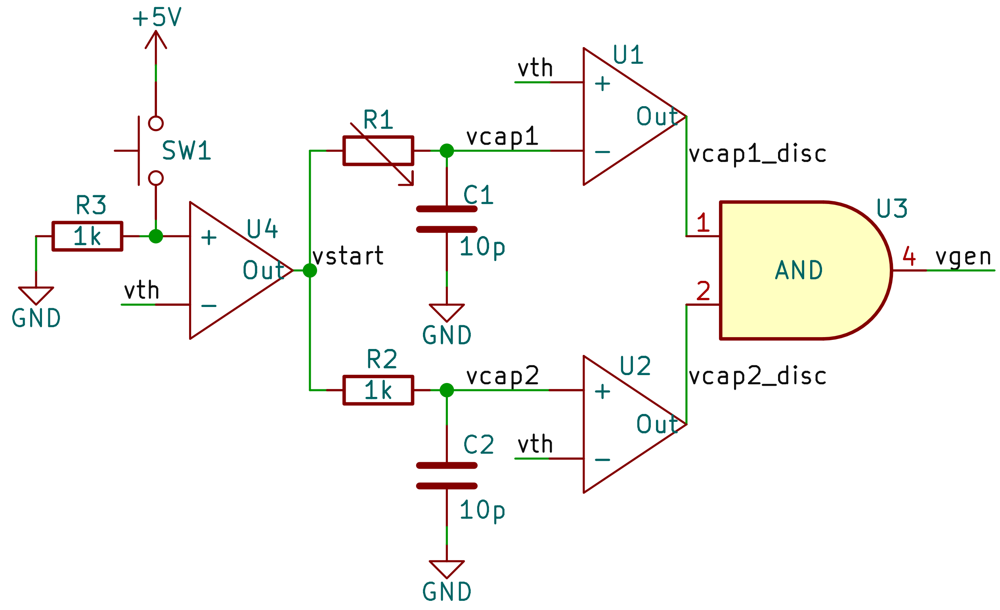 +5V
SW1
R3
1k
GND
+
U4
Out
vth
−
vstart
R1
vcap1
C1
10p
GND
vth
U1
+
Out
−
vcap1_disc
1
U3
AND
2
4
vgen
R2
1k
vcap2
C2
10p
GND
U2
+
Out
vth
−
vcap2_disc